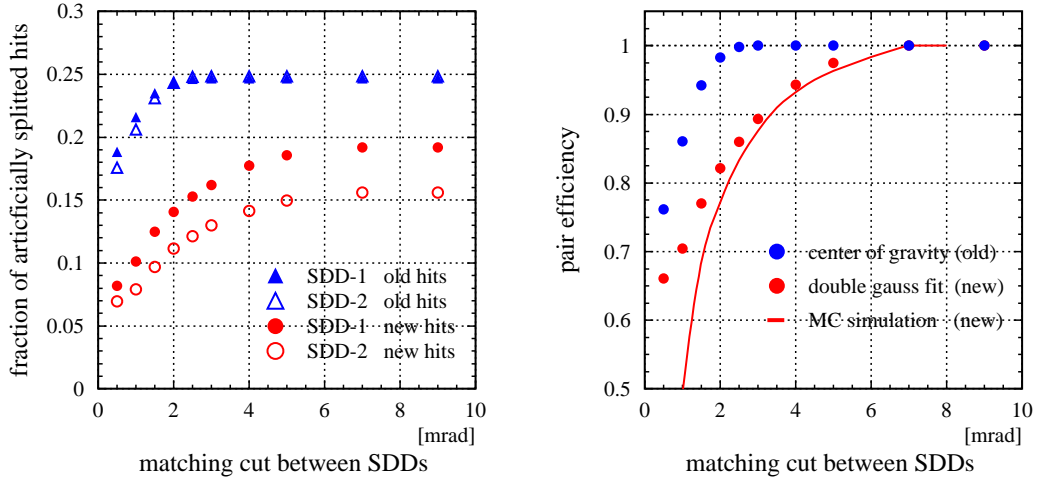 fraction of articficially splitted hits
0.3
0.25
0.2
0.15
0.1
0.05
0
SDD-1 old hits
SDD-2 old hits
SDD-1 new hits
SDD-2 new hits
0 2 4 6 8 10
[mrad]
matching cut between SDDs
pair efficiency
1
0.9
0.8
0.7
0.6
0.5
center of gravity (old)
double gauss fit (new)
MC simulation (new)
0 2 4 6 8 10
[mrad]
matching cut between SDDs